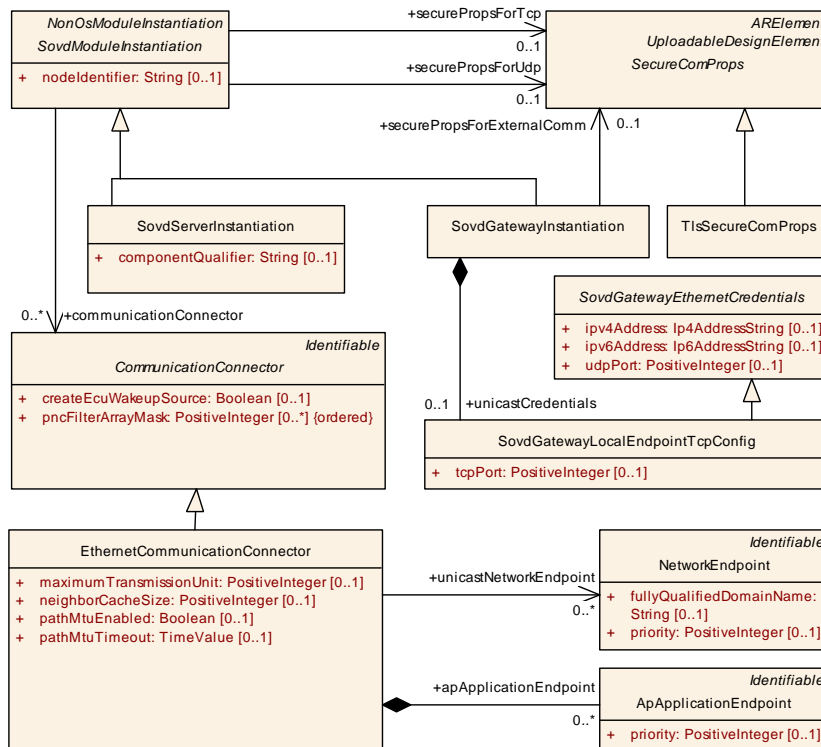 NonOsModuleInstantiation
SovdModuleInstantiation
+ nodeIdentifier: String [0..1]
+securePropsForTcp
0..1
+securePropsForUdp
0..1
ARElemen
UploadableDesignElemen
SecureComProps
+securePropsForExternalComm
0..1
SovdServerInstantiation
+ componentQualifier: String [0..1]
SovdGatewayInstantiation
TlsSecureComProps
SovdGatewayEthernetCredentials
+ ipv4Address: Ip4AddressString [0..1]
+ ipv6Address: Ip6AddressString [0..1]
+ udpPort: PositiveInteger [0..1]
0..* +communicationConnector
Identifiable
CommunicationConnector
+ createEcuWakeupSource: Boolean [0..1]
+ pncFilterArrayMask: PositiveInteger [0..*] {ordered}
0..1 +unicastCredentials
SovdGatewayLocalEndpointTcpConfig
+ tcpPort: PositiveInteger [0..1]
EthernetCommunicationConnector
+ maximumTransmissionUnit: PositiveInteger [0..1]
+ neighborCacheSize: PositiveInteger [0..1]
+ pathMtuEnabled: Boolean [0..1]
+ pathMtuTimeout: TimeValue [0..1]
+unicastNetworkEndpoint
0..*
Identifiable
NetworkEndpoint
+ fullyQualifiedDomainName:
String [0..1]
+ priority: PositiveInteger [0..1]
+apApplicationEndpoint
0..*
Identifiable
ApApplicationEndpoint
+ priority: PositiveInteger [0..1]